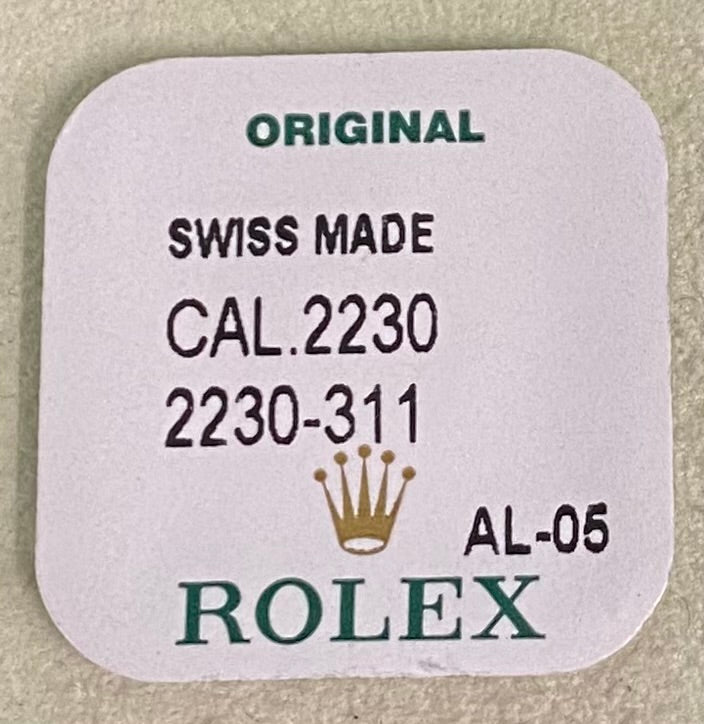 ORIGINAL
SWISS MADE
CAL.2230
2230-311
AL-05
ROLEX